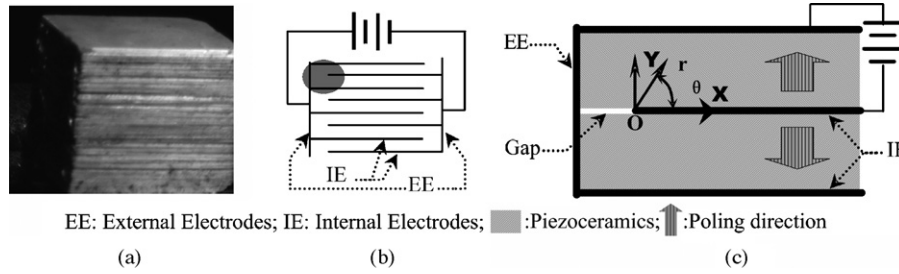 EE
Y
r
θ
X
O
Gap
IE
IE
EE
EE: External Electrodes; IE: Internal Electrodes; :Piezoceramics; :Poling direction
(a)
(b)
(c)